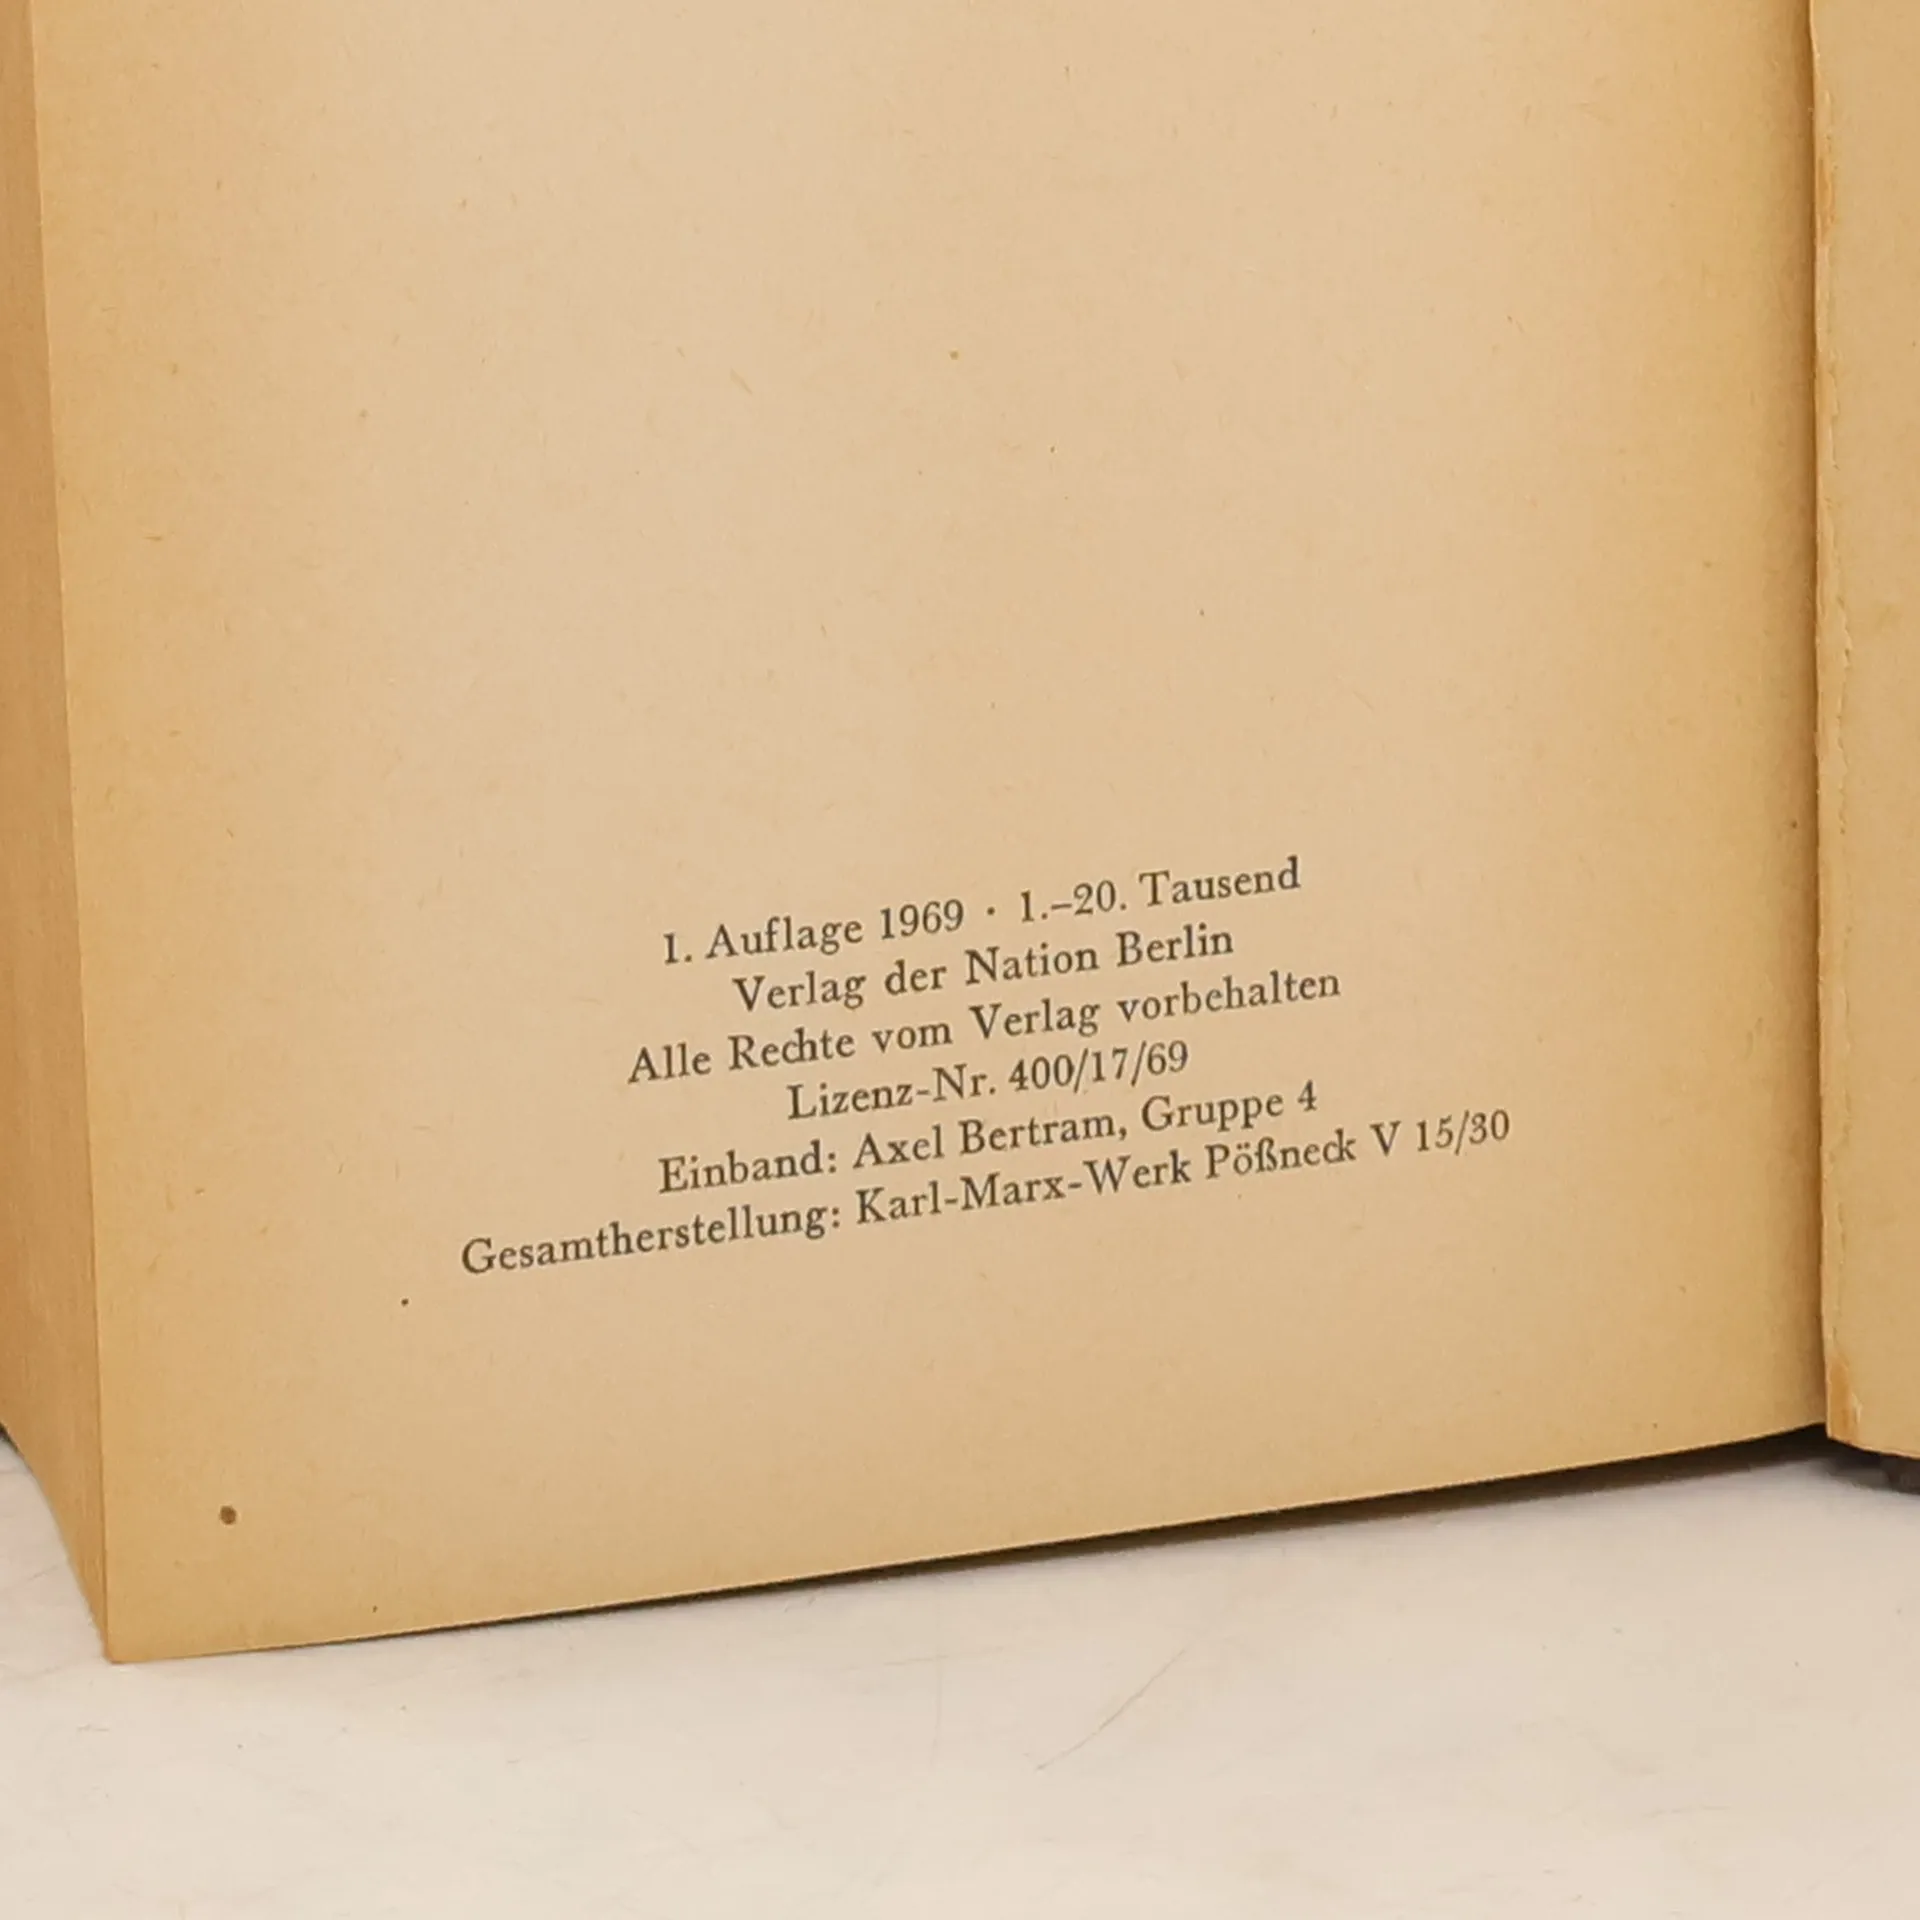 1. Auflage 1969 · 1.–20. Tausend
Verlag der Nation Berlin
Alle Rechte vom Verlag vorbehalten
Lizenz-Nr. 400/17/69
Einband: Axel Bertram, Gruppe 4
Gesamtherstellung: Karl-Marx-Werk Pößneck V 15/30